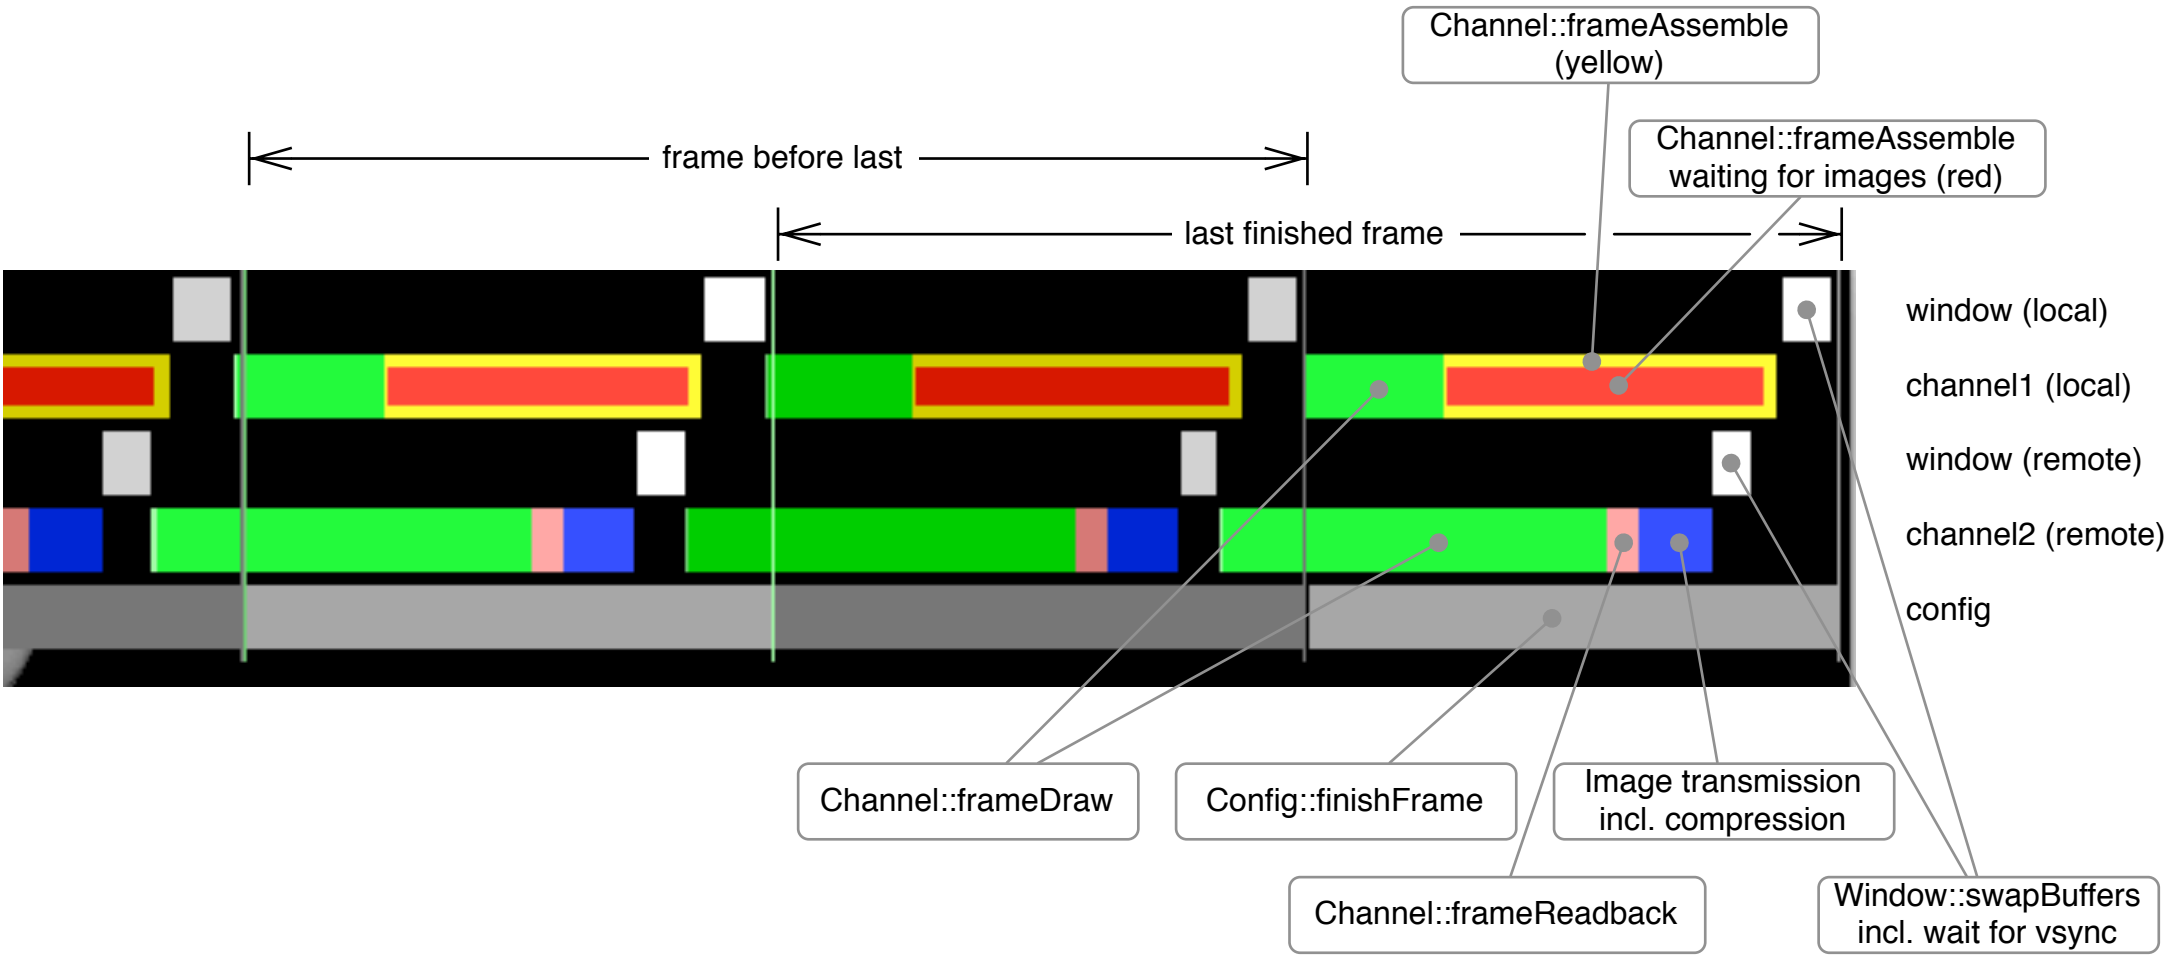 Channel::frameAssemble
(yellow)
Channel::frameAssemble
waiting for images (red)
frame before last
last finished frame
window (local)
channel1 (local)
window (remote)
channel2 (remote)
config
Channel::frameDraw
Config::finishFrame
Image transmission
incl. compression
Channel::frameReadback
Window::swapBuffers
incl. wait for vsync